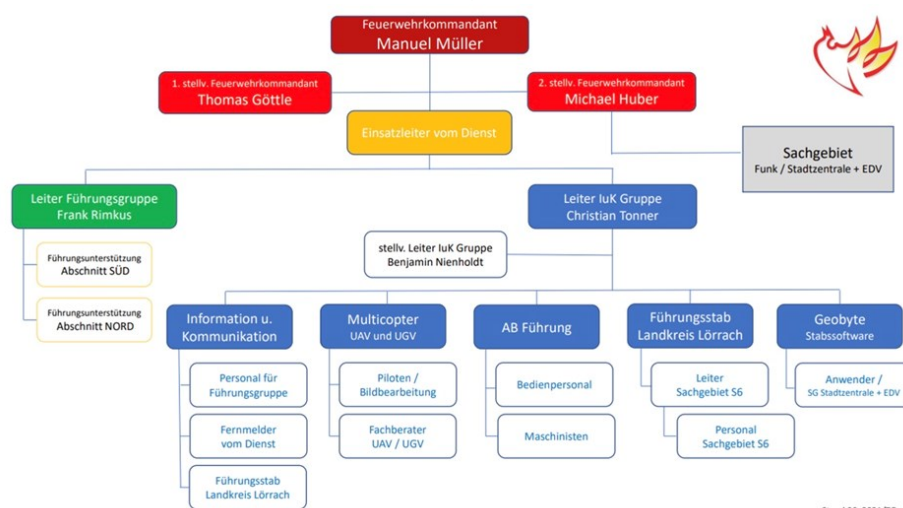 Feuerwehrkommandant
Manuel Müller
1. stellv. Feuerwehrkommandant
Thomas Göttle
2. stellv. Feuerwehrkommandant
Michael Huber
Einsatzleiter vom Dienst
Sachgebiet
Funk / Stadtzentrale + EDV
Leiter Führungsgruppe
Frank Rimkus
Leiter IuK Gruppe
Christian Tonner
Führungsunterstützung
Abschnitt SÜD
stellv. Leiter IuK Gruppe
Benjamin Nienholdt
Führungsunterstützung
Abschnitt NORD
Information u.
Kommunikation
Multicopter
UAV und UGV
AB Führung
Führungsstab
Landkreis Lörrach
Geobyte
Stabssoftware
Personal für
Führungsgruppe
Piloten /
Bildbearbeitung
Bedienpersonal
Leiter
Sachgebiet S6
Anwender /
SG Stadtzentrale + EDV
Fernmelder
vom Dienst
Fachberater
UAV / UGV
Maschinisten
Personal
Sachgebiet S6
Führungsstab
Landkreis Lörrach